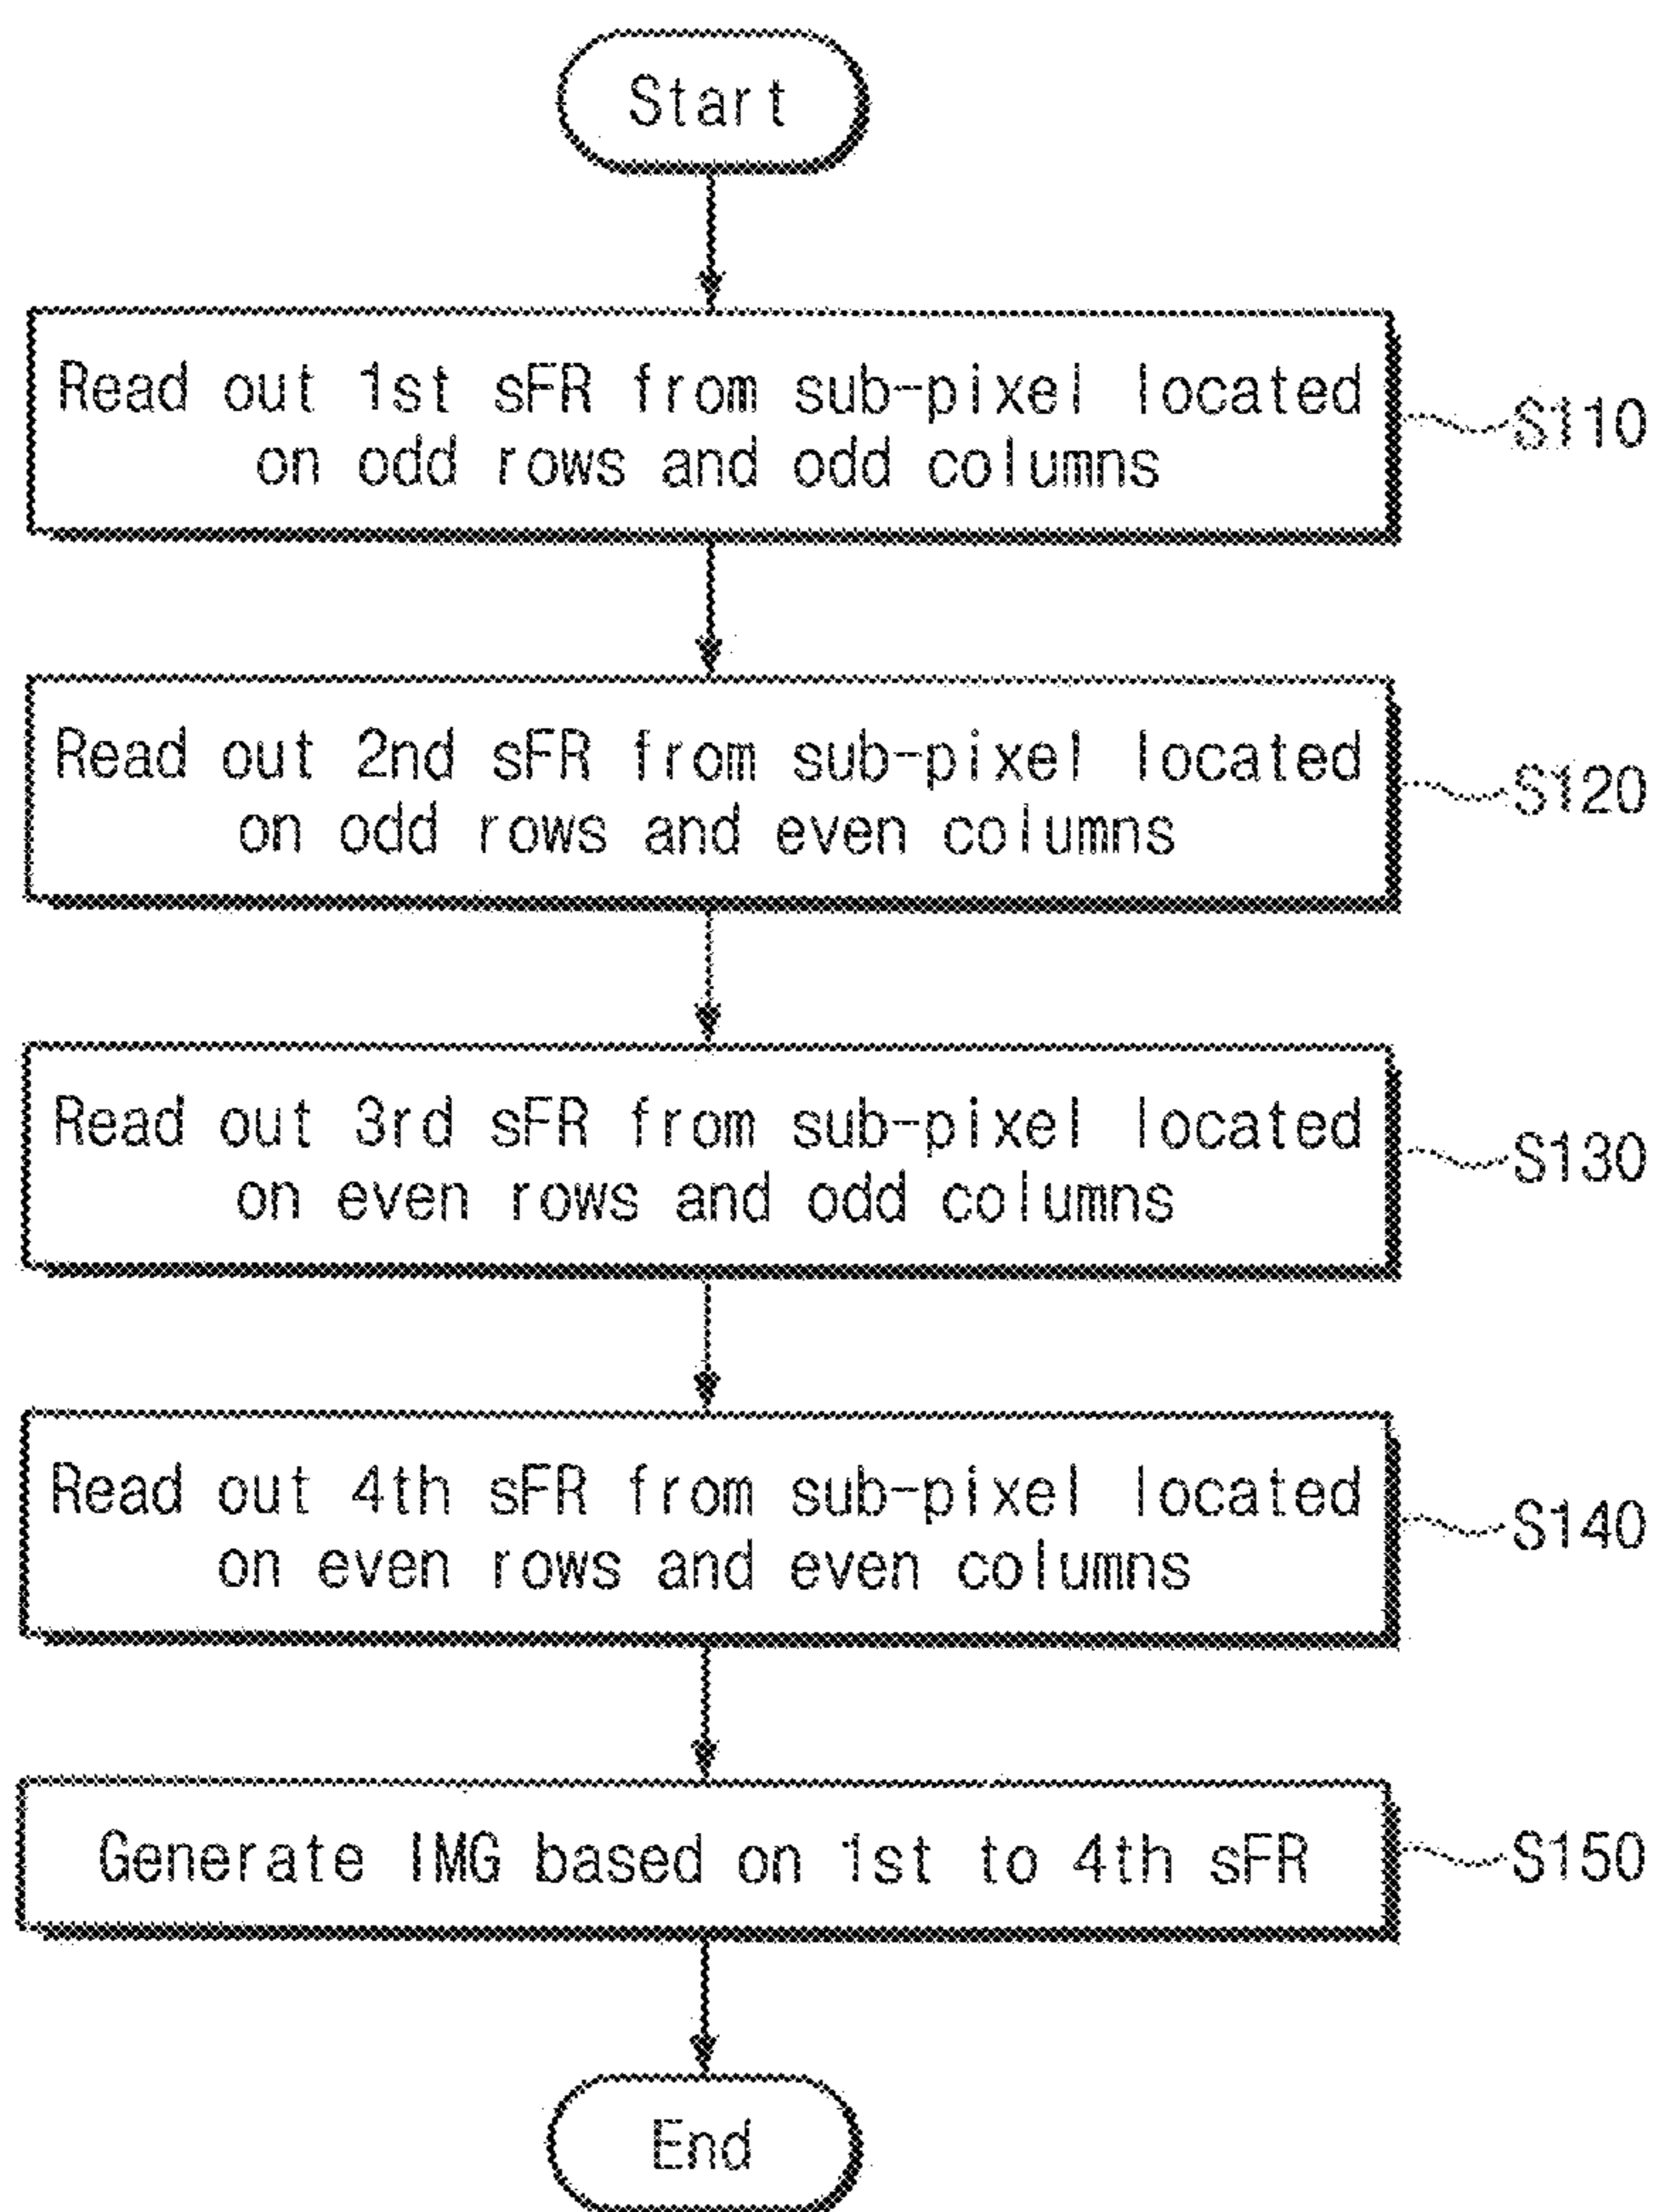 Start
Read out 1st sFR from sub-pixel located
on odd rows and odd columns
S110
Read out 2nd sFR from sub-pixel located
on odd rows and even columns
S120
Read out 3rd sFR from sub-pixel located
on even rows and odd columns
S130
Read out 4th sFR from sub-pixel located
on even rows and even columns
S140
Generate IMG based on 1st to 4th sFR
S150
End